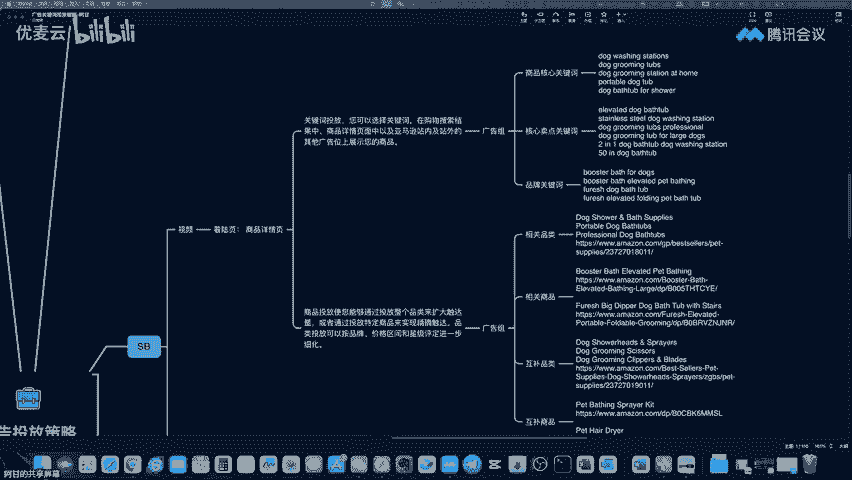 优麦云 bilibili
腾讯会议
商品核心关键词
dog washing stations
dog grooming tubs
dog grooming station at home
portable dog tub
dog bathtub for shower
关键词投放，您可以选择关键词，在购物搜索结
果中、商品详情页面中以及亚马逊站内及站外的
其他广告位上展示您的商品。
广告组
核心卖点关键词
elevated dog bathtub
stainless steel dog washing station
dog grooming tubs professional
dog grooming tub for large dogs
2 in 1 dog bathtub dog washing station
50 in dog bathtub
品牌关键词
booster bath for dogs
booster bath elevated pet bathing
furesh dog bath tub
furesh elevated folding pet bath tub
视频
着陆页： 商品详情页
相关品类
Dog Shower & Bath Supplies
Portable Dog Bathtubs
Professional Dog Bathtubs
https://www.amazon.com/gp/bestsellers/pet-
supplies/23727018011/
相关商品
Booster Bath Elevated Pet Bathing
https://www.amazon.com/Booster-Bath-
Elevated-Bathing-Large/dp/B005THTCYE/
Furesh Big Dipper Dog Bath Tub with Stairs
https://www.amazon.com/Furesh-Elevated-
Portable-Foldable-Grooming/dp/B0BRVZNJNR/
商品投放使您能够通过投放整个品类来扩大触达
量，或者通过投放特定商品来实现精确触达。品
类投放可以按品牌、价格区间和星级评定进一步
细化。
广告组
SB
互补品类
Dog Showerheads & Sprayers
Dog Grooming Scissors
Dog Grooming Clippers & Blades
https://www.amazon.com/Best-Sellers-Pet-
Supplies-Dog-Showerheads-Sprayers/zgbs/pet-
supplies/23727019011/
互补商品
Pet Bathing Sprayer Kit
https://www.amazon.com/dp/B0CBK6MMSL
Pet Hair Dryer
告投放策略
阿甘的共享屏幕